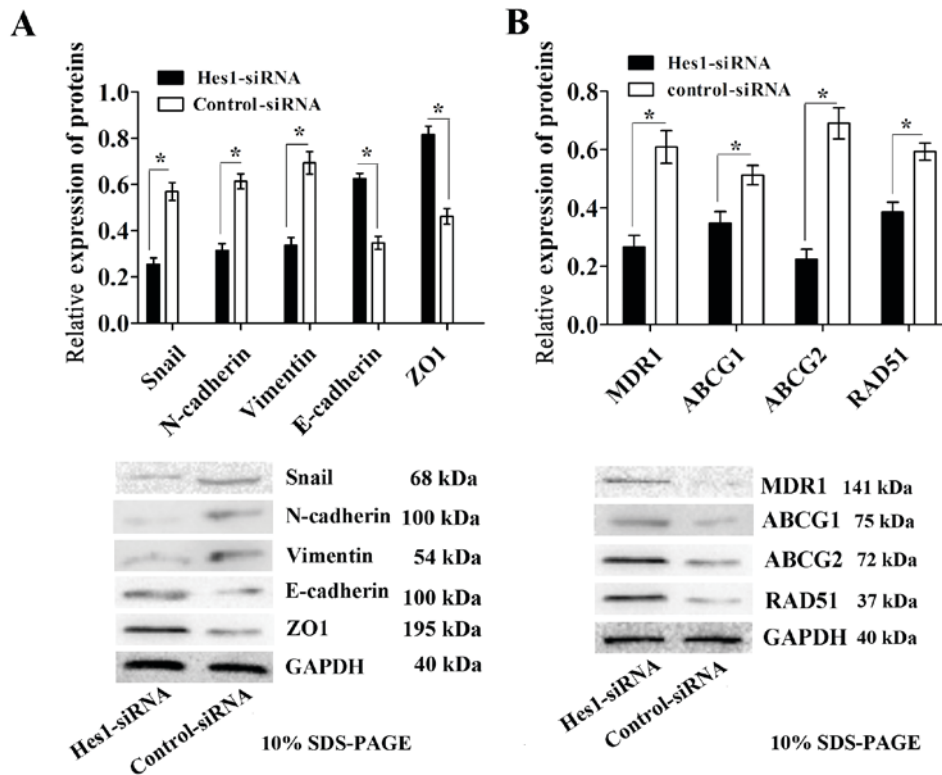 A
Hes1-siRNA
Control-siRNA
Relative expression of proteins
1.0
0.8
0.6
0.4
0.2
0.0
*
*
*
*
*
Snail
N-cadherin
Vimentin
E-cadherin
ZO1
Snail 68 kDa
N-cadherin 100 kDa
Vimentin 54 kDa
E-cadherin 100 kDa
ZO1 195 kDa
GAPDH 40 kDa
Hes1-siRNA
Control-siRNA
10% SDS-PAGE
B
Hes1-siRNA
control-siRNA
Relative expression of proteins
0.8
0.6
0.4
0.2
0.0
*
*
*
*
MDR1
ABCG1
ABCG2
RAD51
MDR1 141 kDa
ABCG1 75 kDa
ABCG2 72 kDa
RAD51 37 kDa
GAPDH 40 kDa
Hes1-siRNA
Control-siRNA
10% SDS-PAGE